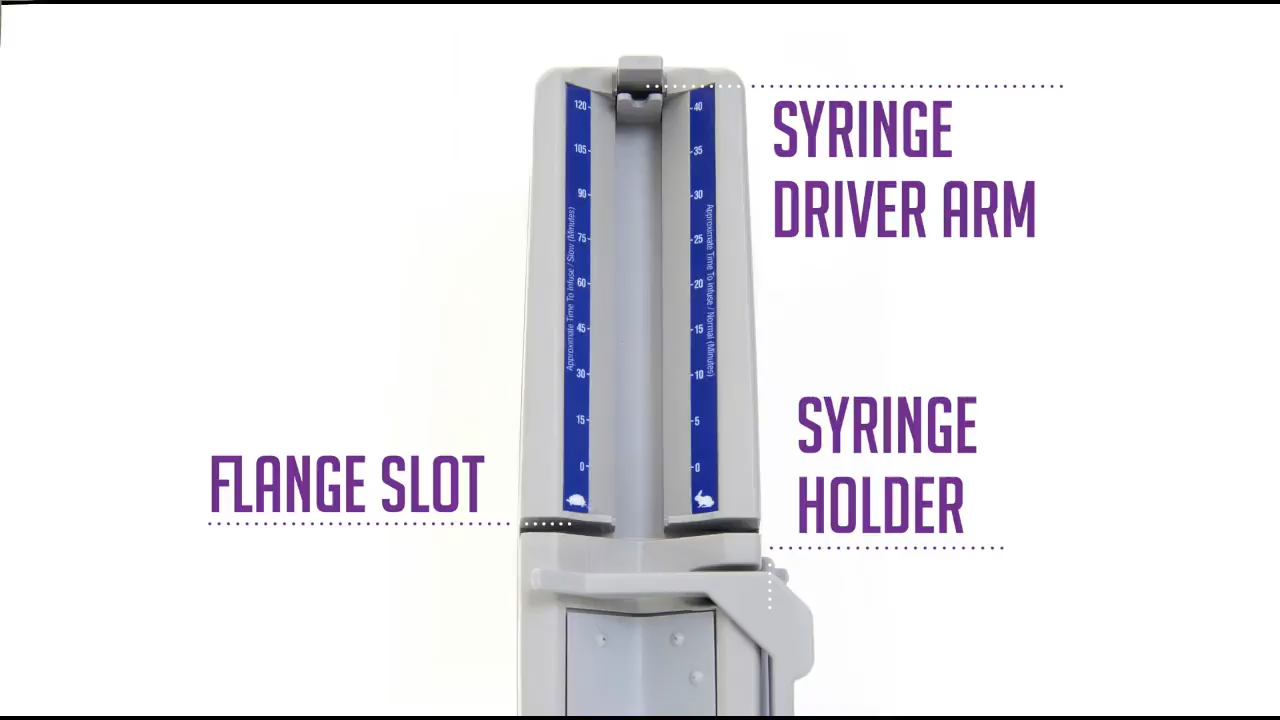 SYRINGE
DRIVER ARM
120
105
90
75
60
45
30
15
0
Approximate Time To Infuse / Slow (Minutes)
40
35
30
25
20
15
10
5
0
Approximate Time To Infuse / Normal (Minutes)
SYRINGE
HOLDER
FLANGE SLOT